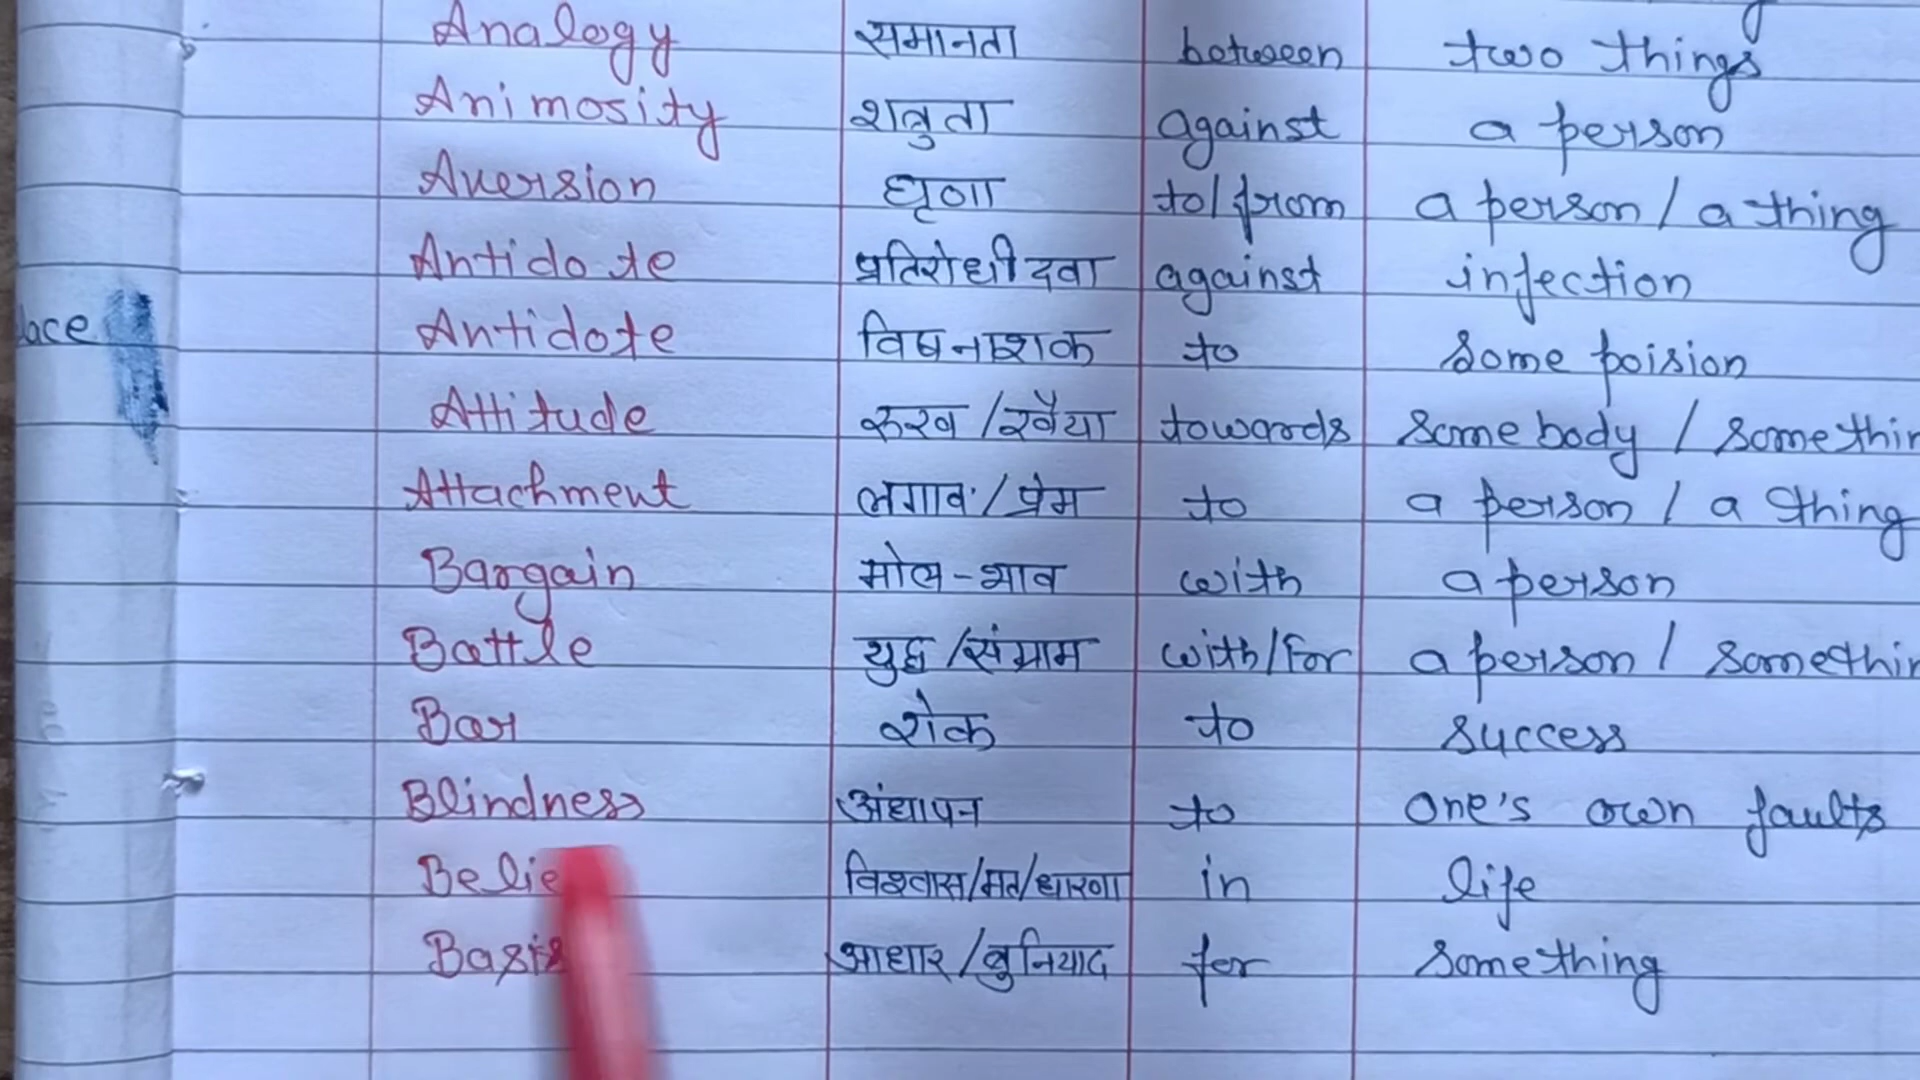 Analogy समानता between two things
Animosity शत्रुता against a person
Aversion घृणा to/from a person / a thing
Antidote प्रतिरोधी दवा against infection
Antidote विषनाशक to some poision
Attitude रुख /रवैया towards somebody / somethin
Attachment लगाव / प्रेम to a person / a thing
Bargain मोल-भाव with a person
Battle युद्ध /संग्राम with/for a person / somethin
Bar रोक to success
Blindness अंधापन to one's own faults
Belie विश्वास/मत/धारणा in life
Basis आधार /बुनियाद for something